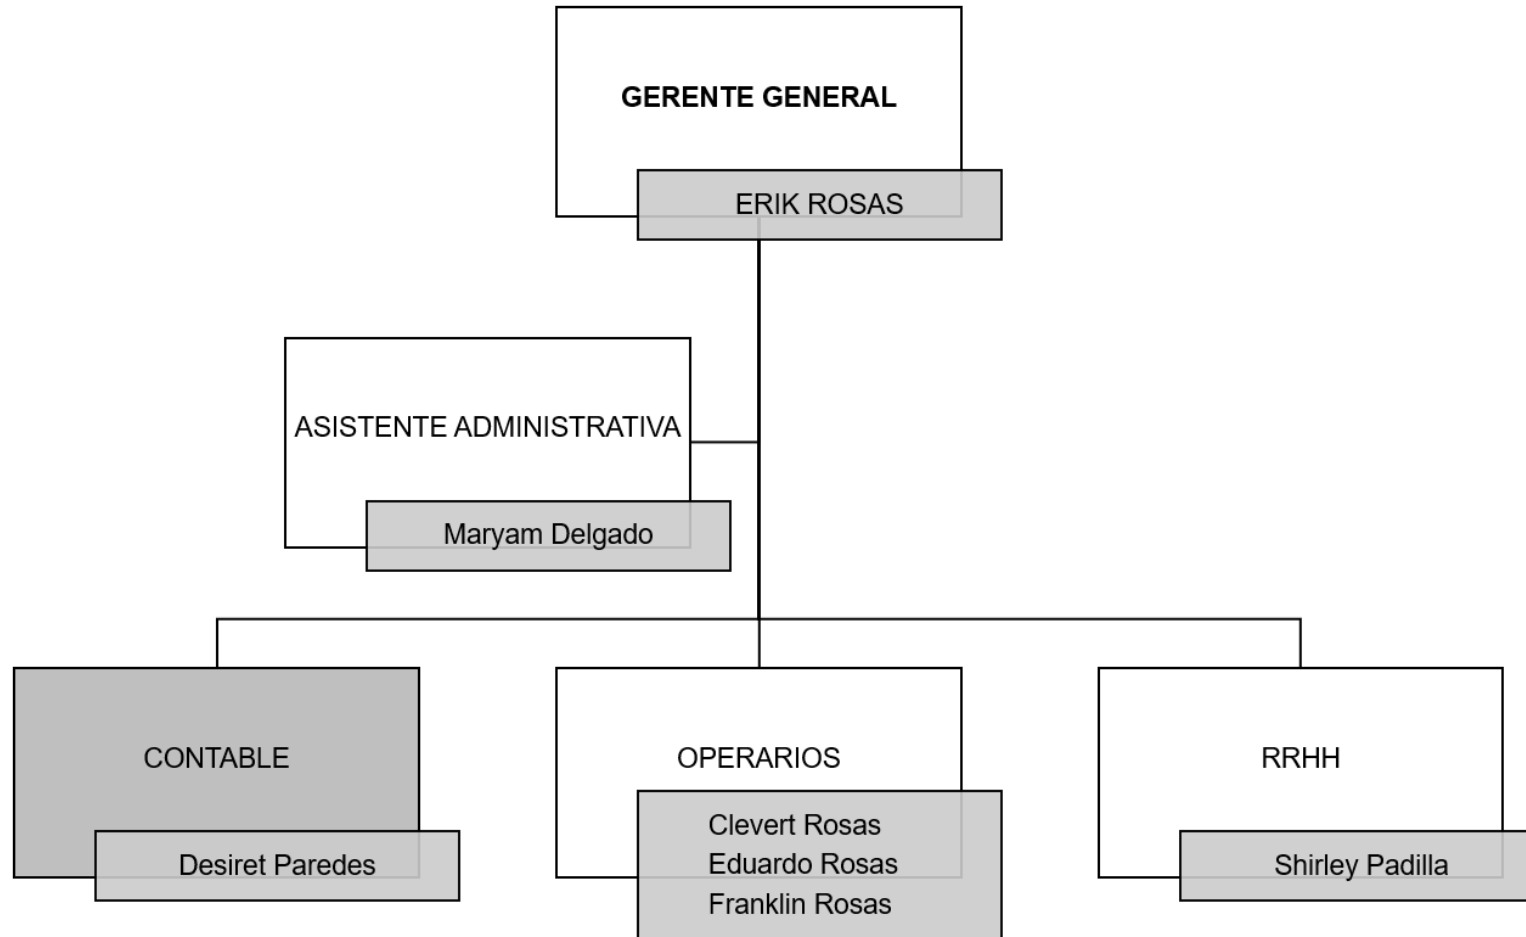 GERENTE GENERAL
ERIK ROSAS
ASISTENTE ADMINISTRATIVA
Maryam Delgado
CONTABLE
Desiret Paredes
OPERARIOS
Clevert Rosas
Eduardo Rosas
Franklin Rosas
RRHH
Shirley Padilla